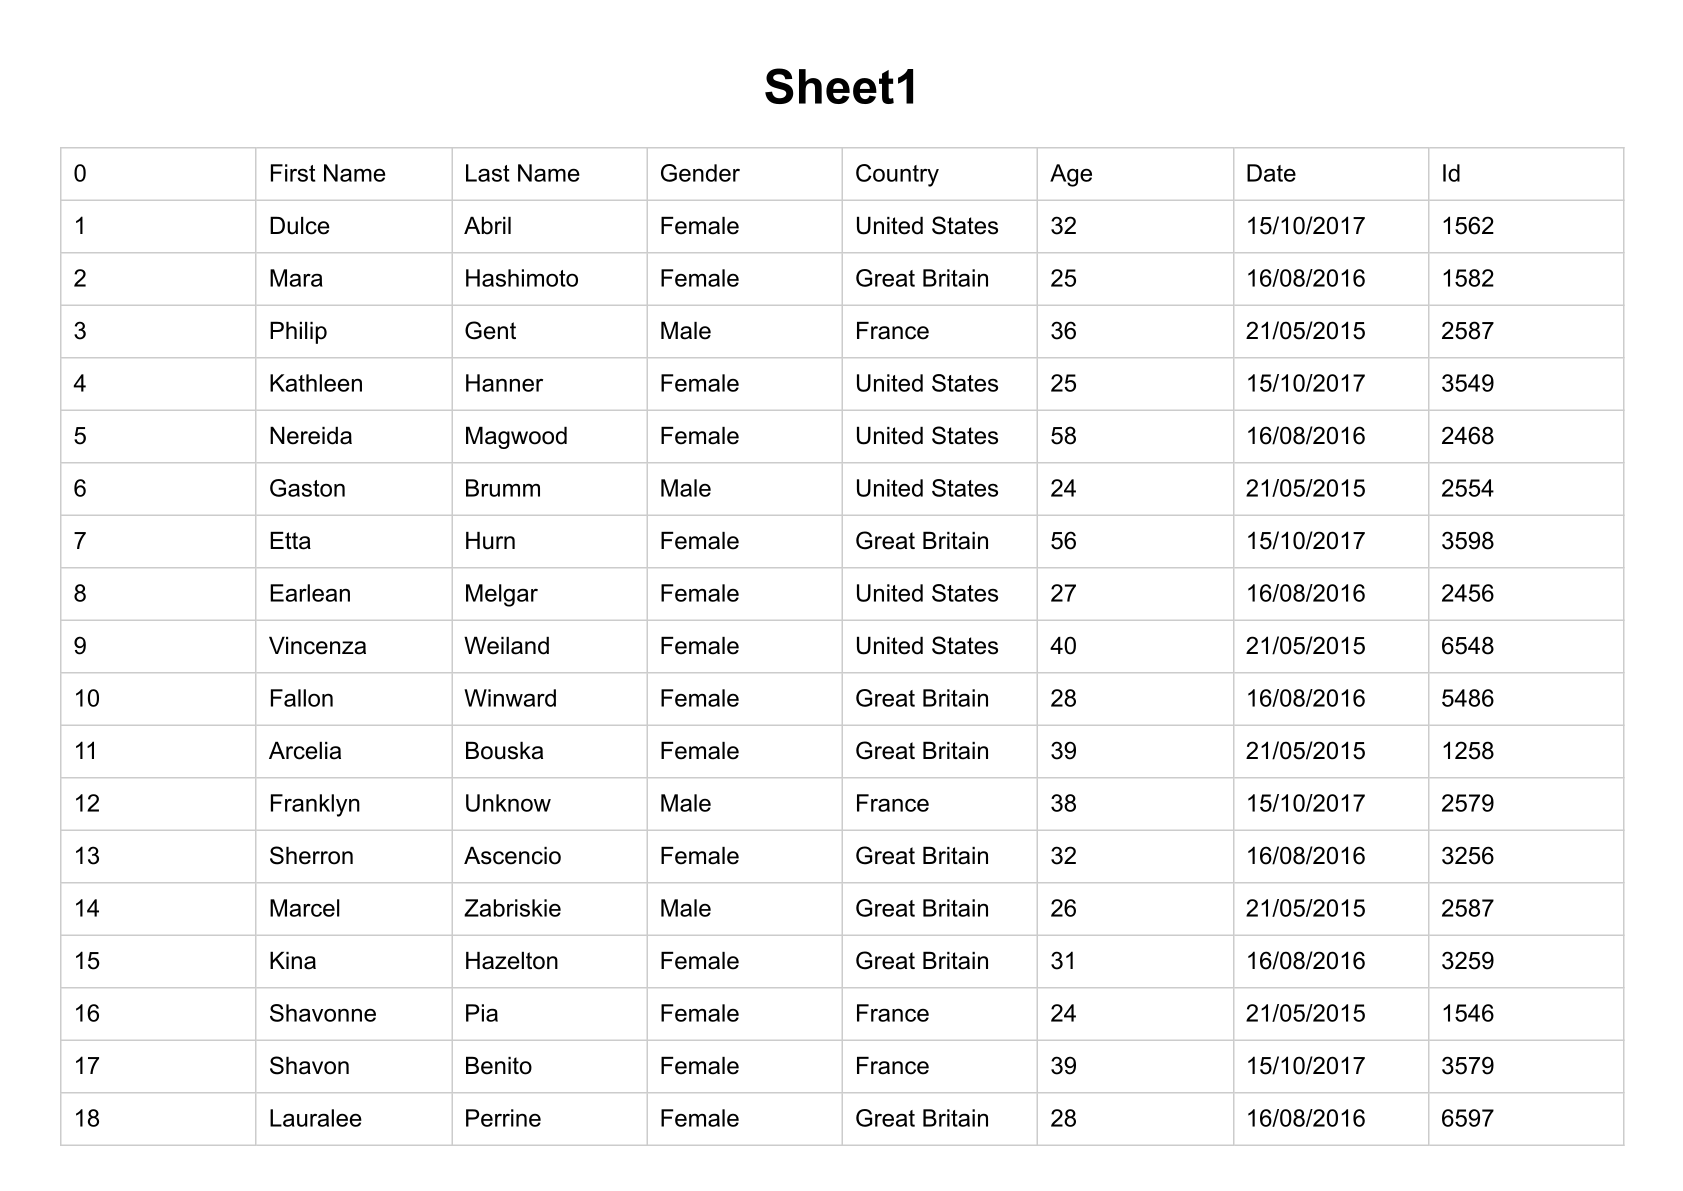 Sheet1
0 First Name Last Name Gender Country Age Date Id
1 Dulce Abril Female United States 32 15/10/2017 1562
2 Mara Hashimoto Female Great Britain 25 16/08/2016 1582
3 Philip Gent Male France 36 21/05/2015 2587
4 Kathleen Hanner Female United States 25 15/10/2017 3549
5 Nereida Magwood Female United States 58 16/08/2016 2468
6 Gaston Brumm Male United States 24 21/05/2015 2554
7 Etta Hurn Female Great Britain 56 15/10/2017 3598
8 Earlean Melgar Female United States 27 16/08/2016 2456
9 Vincenza Weiland Female United States 40 21/05/2015 6548
10 Fallon Winward Female Great Britain 28 16/08/2016 5486
11 Arcelia Bouska Female Great Britain 39 21/05/2015 1258
12 Franklyn Unknow Male France 38 15/10/2017 2579
13 Sherron Ascencio Female Great Britain 32 16/08/2016 3256
14 Marcel Zabriskie Male Great Britain 26 21/05/2015 2587
15 Kina Hazelton Female Great Britain 31 16/08/2016 3259
16 Shavonne Pia Female France 24 21/05/2015 1546
17 Shavon Benito Female France 39 15/10/2017 3579
18 Lauralee Perrine Female Great Britain 28 16/08/2016 6597